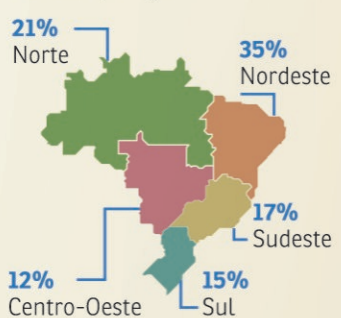 21%
Norte
35%
Nordeste
17%
Sudeste
12%
Centro-Oeste
15%
Sul